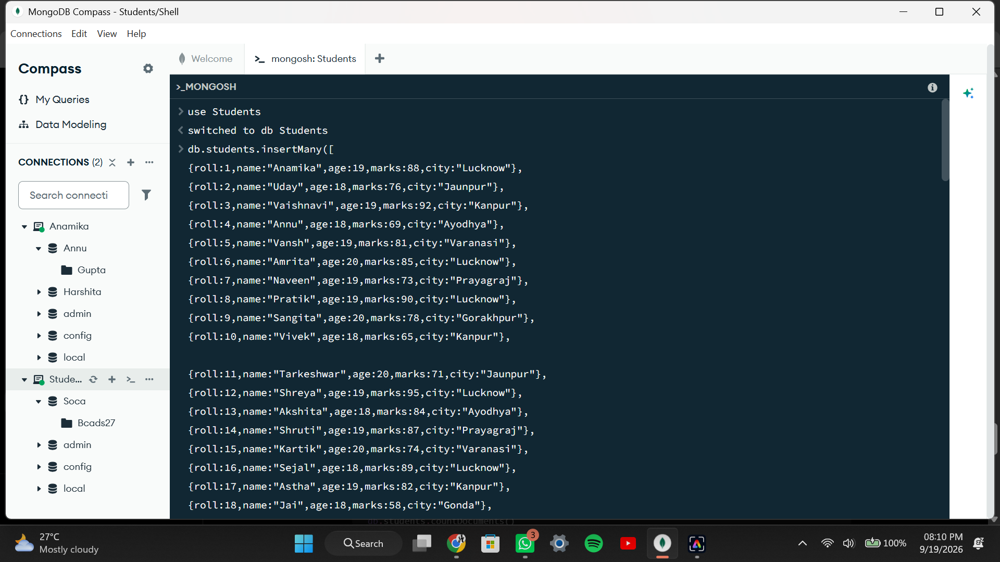 MongoDB Compass - Students/Shell
Connections Edit View Help
Compass
My Queries
Data Modeling
CONNECTIONS (2)
Search connecti
Anamika
Annu
Gupta
Harshita
admin
config
local
Stude...
Soca
Bcads27
admin
config
local
Welcome
>_ mongosh: Students
>_MONGOSH
> use Students
< switched to db Students
> db.students.insertMany([
{roll:1,name:"Anamika",age:19,marks:88,city:"Lucknow"},
{roll:2,name:"Uday",age:18,marks:76,city:"Jaunpur"},
{roll:3,name:"Vaishnavi",age:19,marks:92,city:"Kanpur"},
{roll:4,name:"Annu",age:18,marks:69,city:"Ayodhya"},
{roll:5,name:"Vansh",age:19,marks:81,city:"Varanasi"},
{roll:6,name:"Amrita",age:20,marks:85,city:"Lucknow"},
{roll:7,name:"Naveen",age:19,marks:73,city:"Prayagraj"},
{roll:8,name:"Pratik",age:19,marks:90,city:"Lucknow"},
{roll:9,name:"Sangita",age:20,marks:78,city:"Gorakhpur"},
{roll:10,name:"Vivek",age:18,marks:65,city:"Kanpur"},
{roll:11,name:"Tarkeshwar",age:20,marks:71,city:"Jaunpur"},
{roll:12,name:"Shreya",age:19,marks:95,city:"Lucknow"},
{roll:13,name:"Akshita",age:18,marks:84,city:"Ayodhya"},
{roll:14,name:"Shruti",age:19,marks:87,city:"Prayagraj"},
{roll:15,name:"Kartik",age:20,marks:74,city:"Varanasi"},
{roll:16,name:"Sejal",age:18,marks:89,city:"Lucknow"},
{roll:17,name:"Astha",age:19,marks:82,city:"Kanpur"},
{roll:18,name:"Jai",age:18,marks:58,city:"Gonda"},
db.students.countDocuments()
27°C
Mostly cloudy
Search
3
100%
08:10 PM
9/19/2026